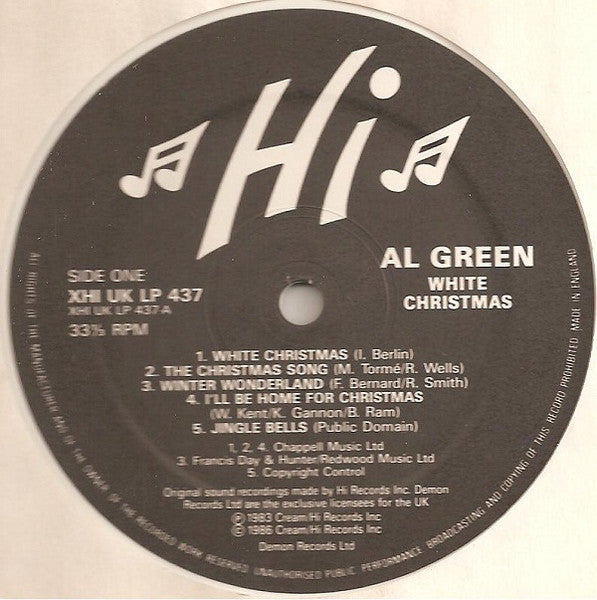 Hi
AL GREEN
WHITE
CHRISTMAS
SIDE ONE
XHI UK LP 437
XHI UK LP 437-A
33⅓ RPM
1. WHITE CHRISTMAS (I. Berlin)
2. THE CHRISTMAS SONG (M. Tormé/R. Wells)
3. WINTER WONDERLAND (F. Bernard/R. Smith)
4. I'LL BE HOME FOR CHRISTMAS
(W. Kent/K. Gannon/B. Ram)
5. JINGLE BELLS (Public Domain)
1, 2, 4. Chappell Music Ltd
3. Francis Day & Hunter/Redwood Music Ltd
5. Copyright Control
Original sound recordings made by Hi Records Inc. Demon
Records Ltd are the exclusive licensees for the UK
Ⓟ 1983 Cream/Hi Records Inc
© 1986 Cream/Hi Records Inc
Demon Records Ltd
ALL RIGHTS OF THE MANUFACTURER AND OF THE OWNER OF THE RECORDED WORK RESERVED UNAUTHORISED PUBLIC PERFORMANCE BROADCASTING AND COPYING OF THIS RECORD PROHIBITED MADE IN ENGLAND